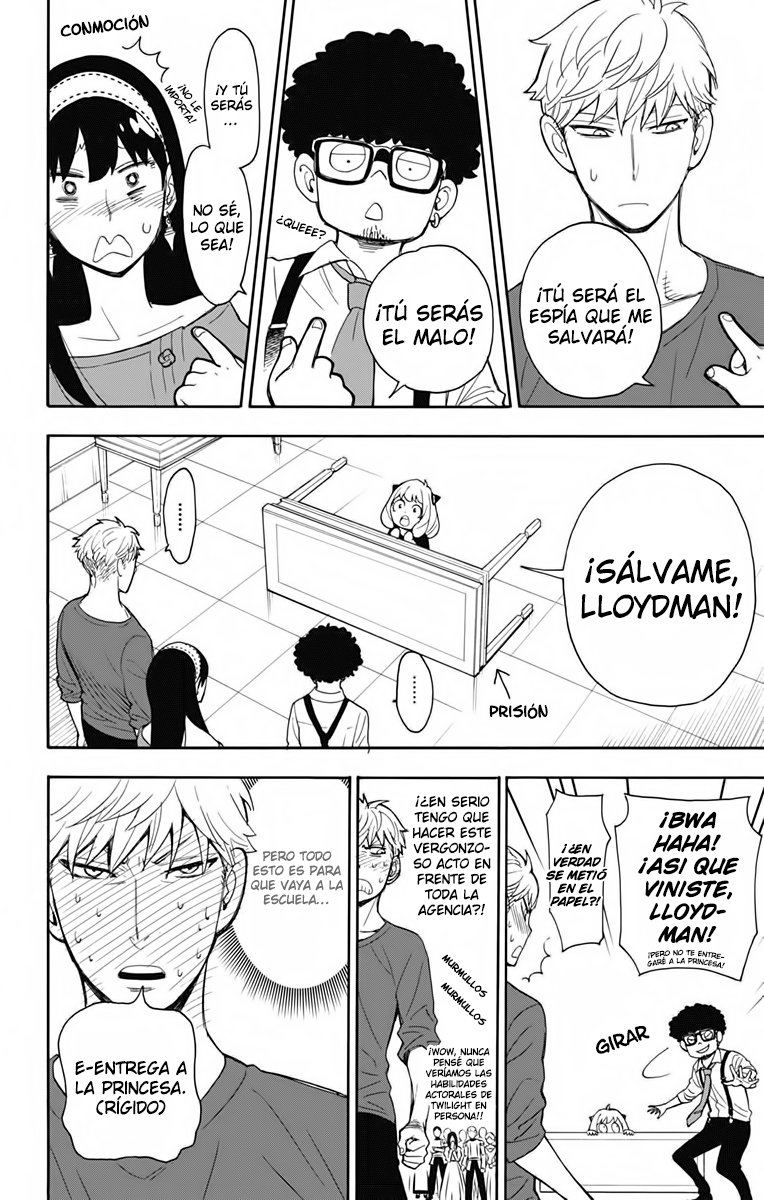 ¡TÚ SERÁ EL
ESPÍA QUE ME
SALVARÁ!
¿QUEEE?
¡TÚ SERÁS
EL MALO!
CONMOCIÓN
¡NO LE
IMPORTA!
¡Y TÚ
SERÁS
...
NO SÉ,
LO QUE
SEA!
¡SÁLVAME,
LLOYDMAN!
......
......
PRISIÓN
¡BWA
HAHA!
¡ASI QUE
VINISTE,
LLOYD-
MAN!
¡PERO NO TE ENTRE-
GARÉ A LA PRINCESA!
¡¿EN
VERDAD
SE METIÓ
EN EL
PAPEL?!
GIRAR
¡¿EN SERIO
TENGO QUE
HACER ESTE
VERGONZO-
SO ACTO EN
FRENTE DE
TODA LA
AGENCIA?!
MURMULLOS
MURMULLOS
¡WOW, NUNCA
PENSÉ QUE
VERÍAMOS LAS
HABILIDADES
ACTORALES DE
TWILIGHT EN
PERSONA!!
PERO TODO
ESTO ES PARA
QUE VAYA A LA
ESCUELA...
E-ENTREGA A
LA PRINCESA.
(RÍGIDO)